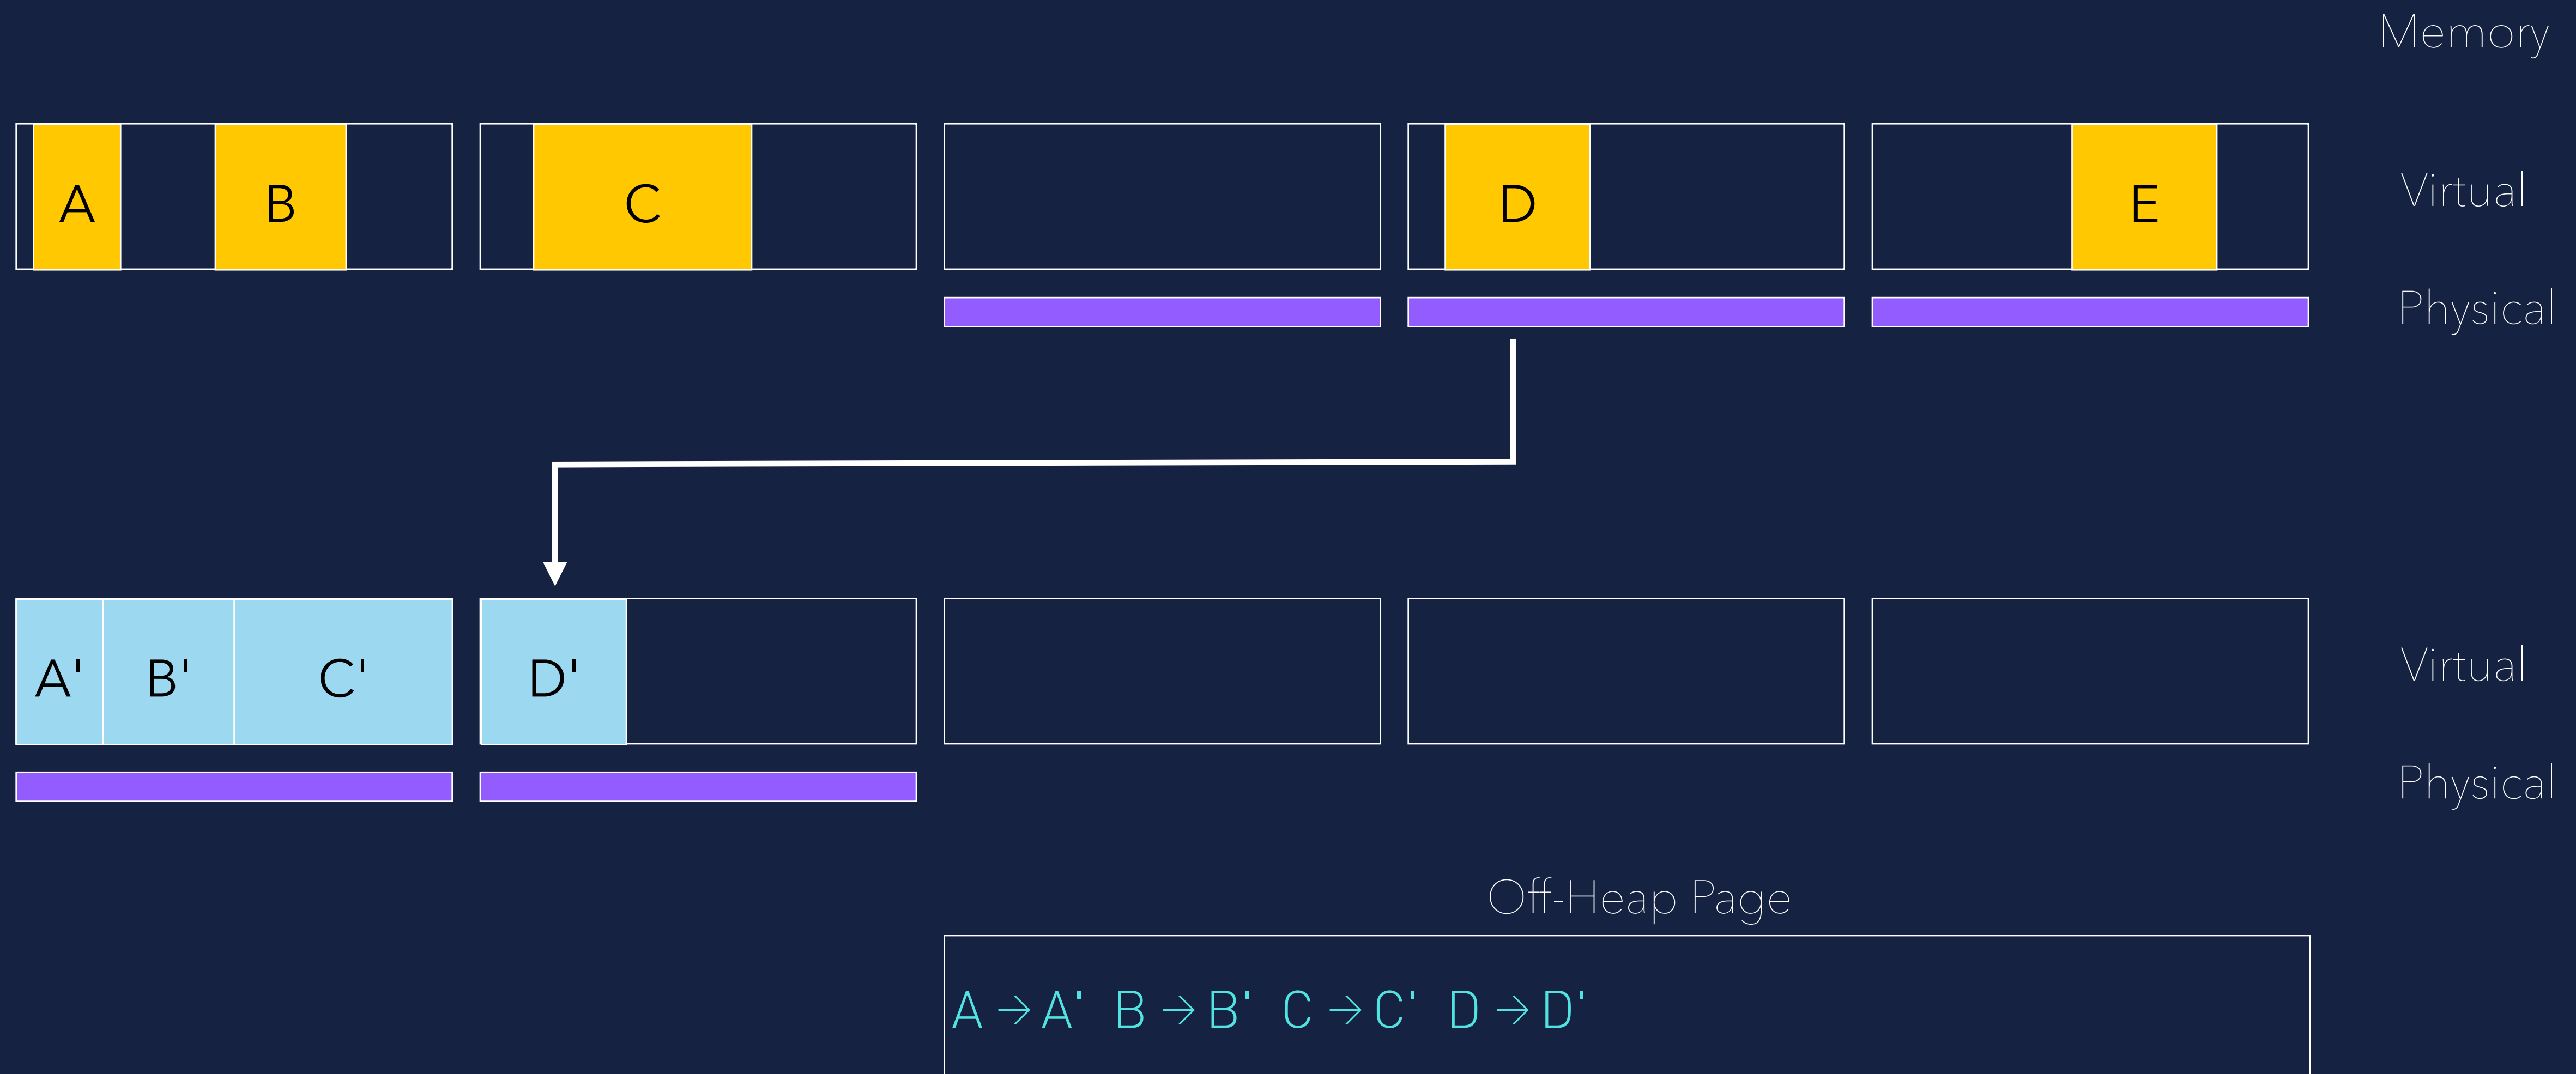 Memory
A B C D E Virtual
Physical
A' B' C' D' Virtual
Physical
Off-Heap Page
A → A' B → B' C → C' D → D'